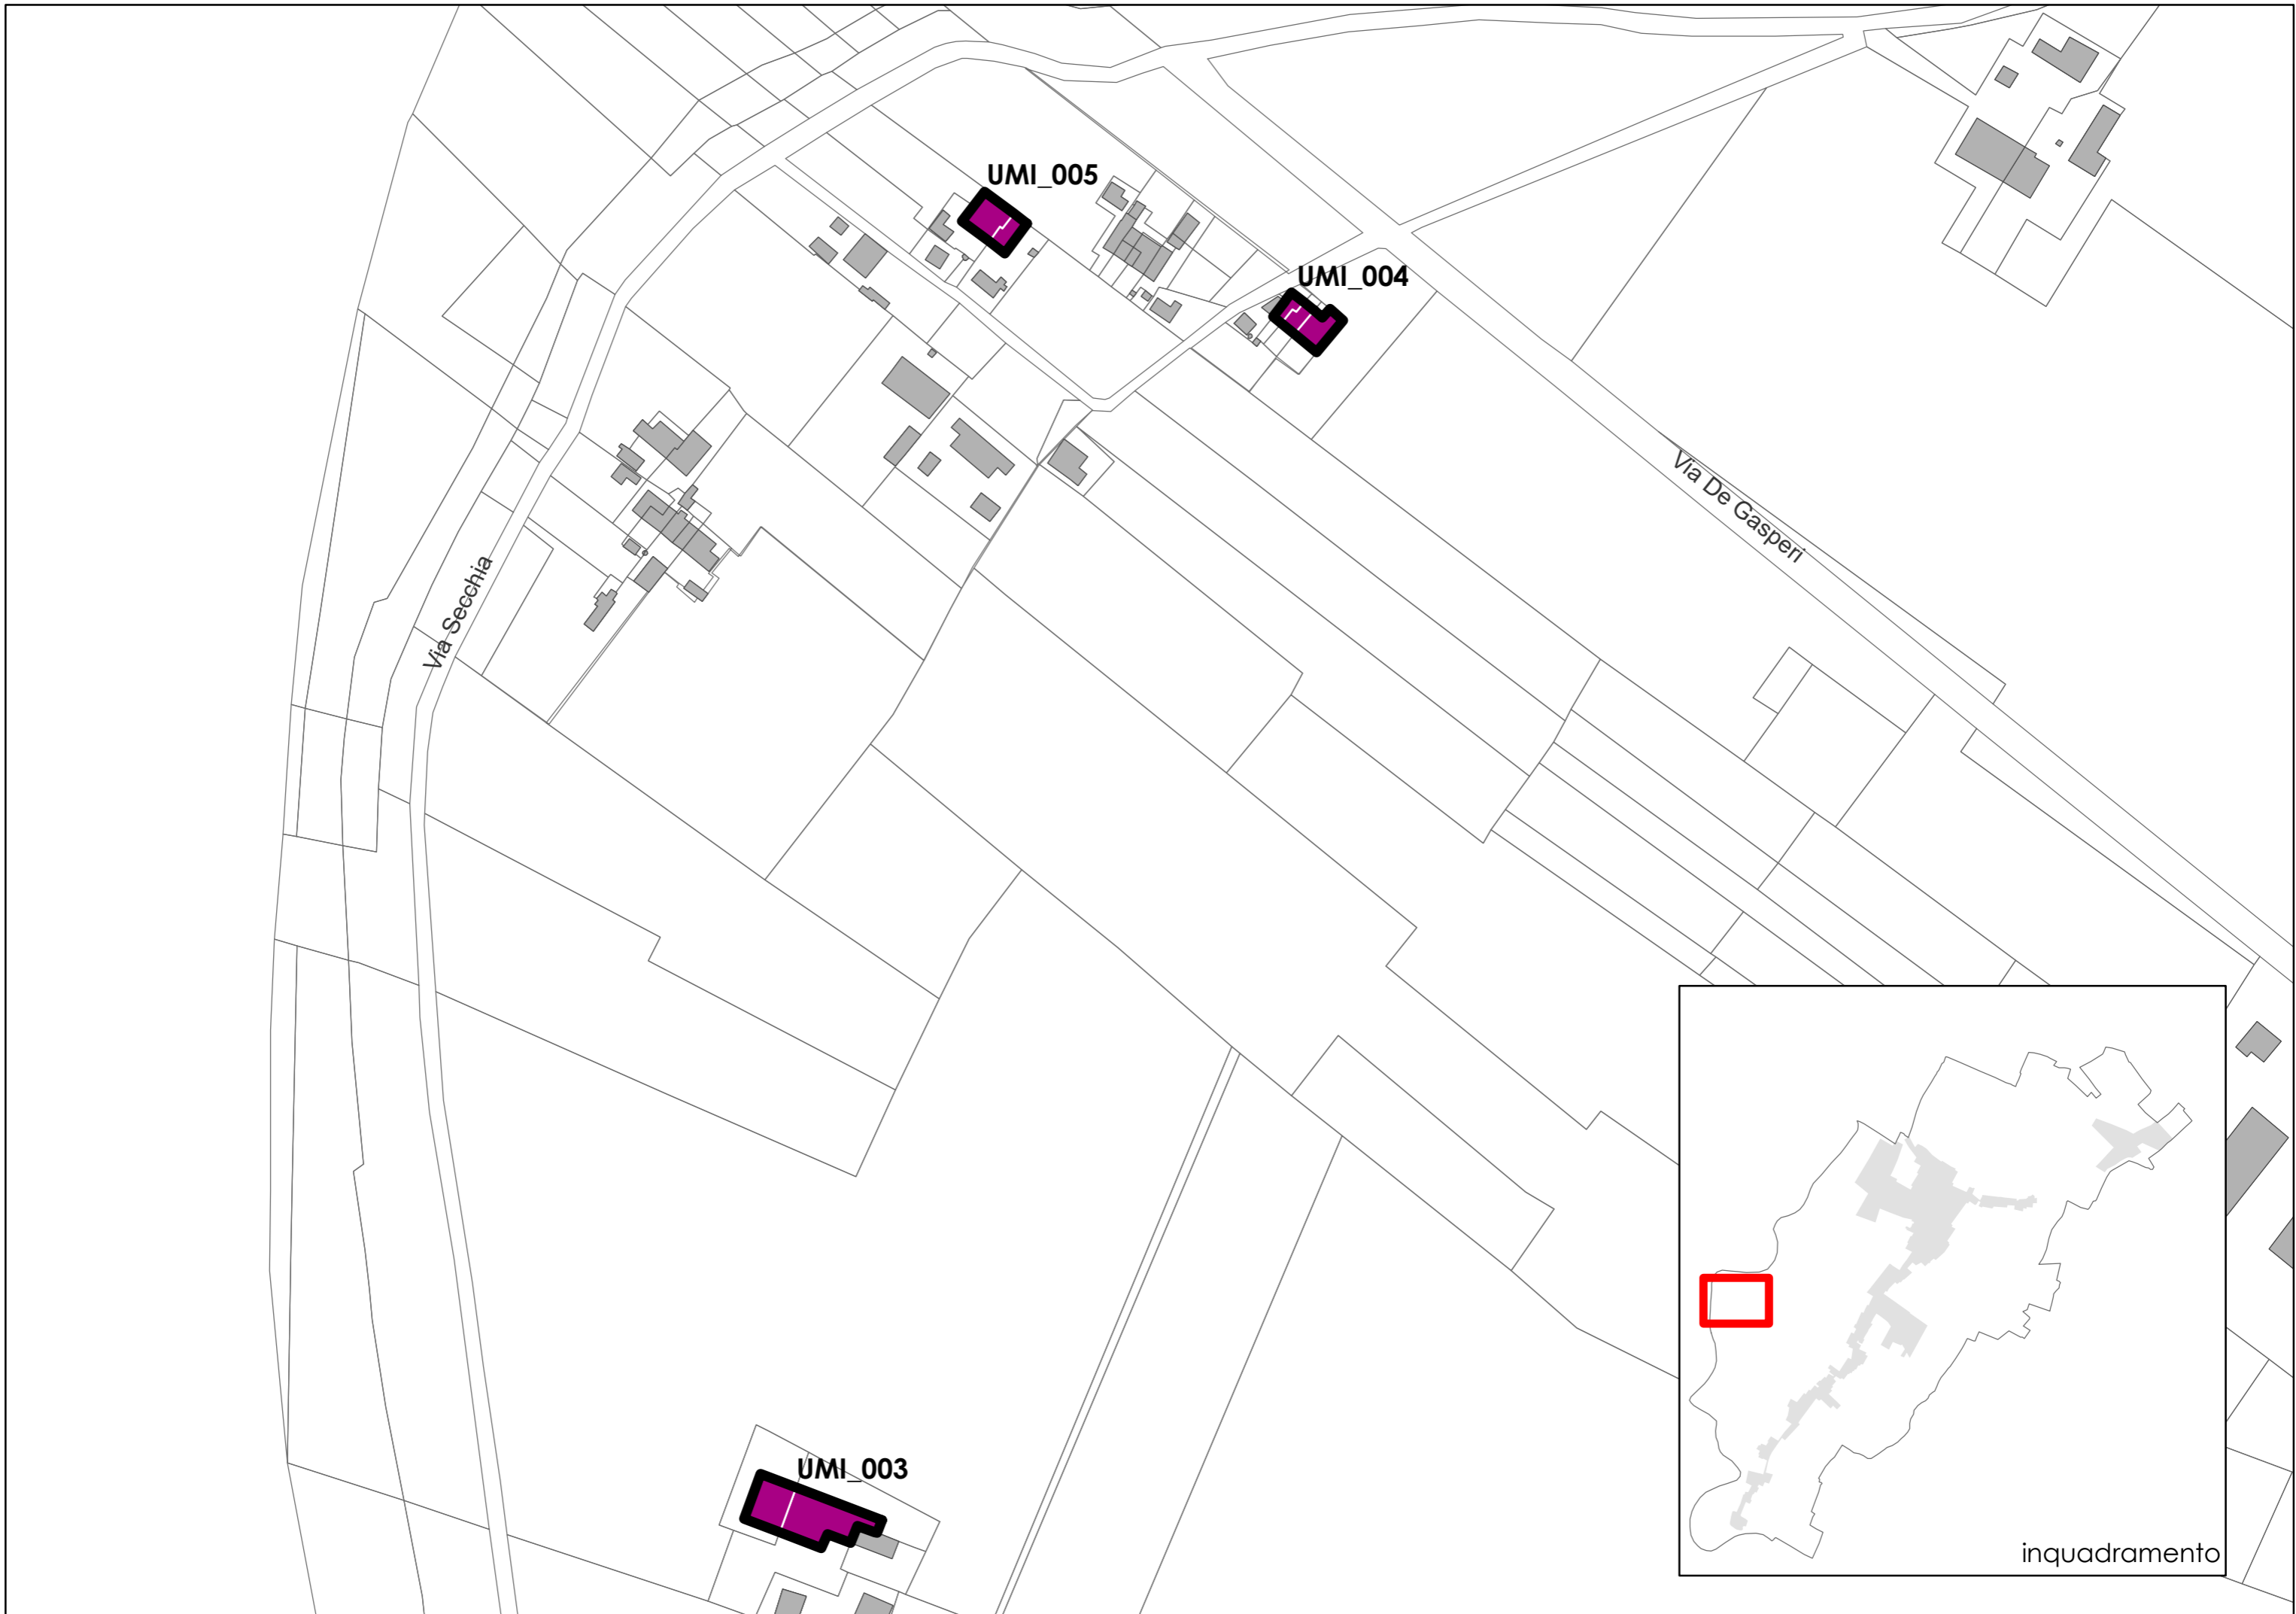 UMI_005
UMI_004
Via De Gasperi
Via Secchia
UMI_003
inquadramento